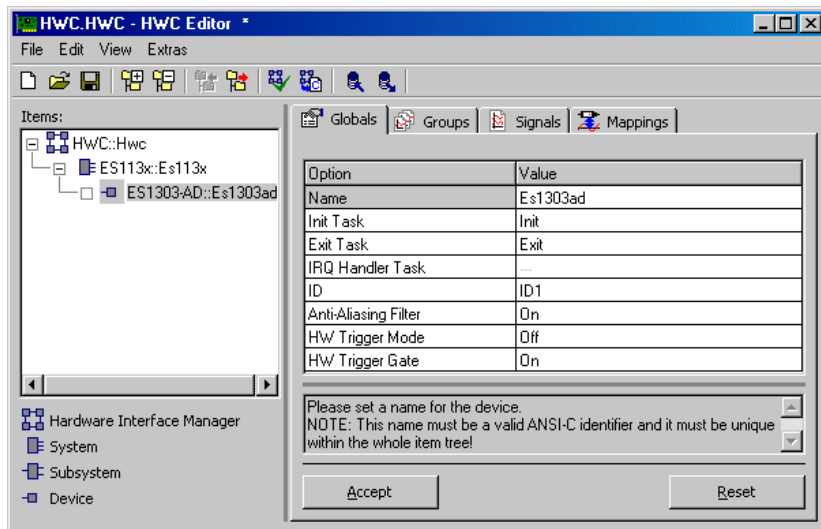 HWC.HWC - HWC Editor *
File Edit View Extras
Items:
HWC::Hwc
ES113x::Es113x
ES1303-AD::Es1303ad
Hardware Interface Manager
System
Subsystem
Device
Globals Groups Signals Mappings
Option Value
Name Es1303ad
Init Task Init
Exit Task Exit
IRQ Handler Task ---
ID ID1
Anti-Aliasing Filter On
HW Trigger Mode Off
HW Trigger Gate On
Please set a name for the device.
NOTE: This name must be a valid ANSI-C identifier and it must be unique
within the whole item tree!
Accept Reset